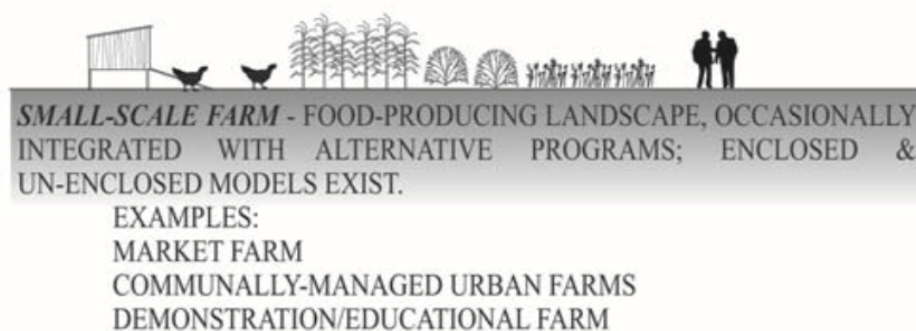 SMALL-SCALE FARM - FOOD-PRODUCING LANDSCAPE, OCCASIONALLY
INTEGRATED WITH ALTERNATIVE PROGRAMS; ENCLOSED &
UN-ENCLOSED MODELS EXIST.
EXAMPLES:
MARKET FARM
COMMUNALLY-MANAGED URBAN FARMS
DEMONSTRATION/EDUCATIONAL FARM